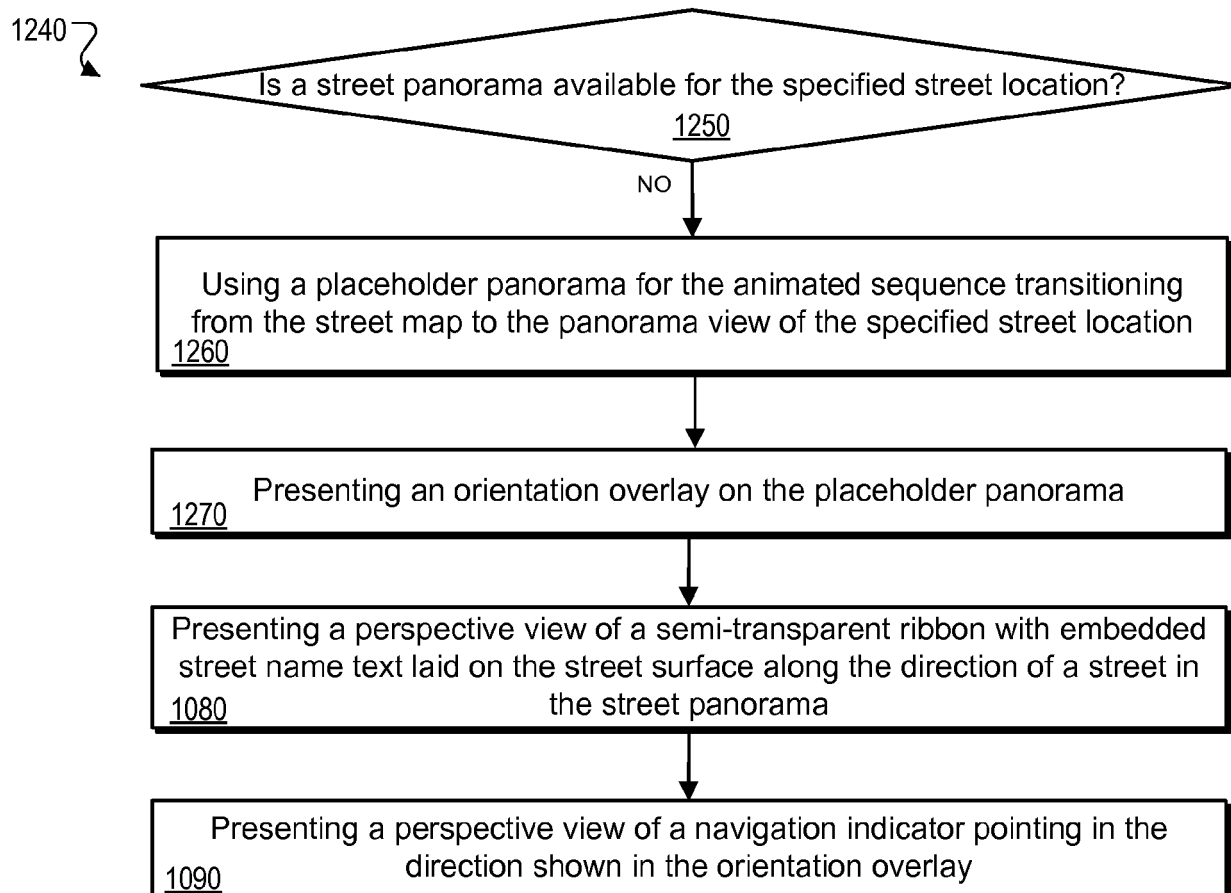 1240
Is a street panorama available for the specified street location?
1250
NO
Using a placeholder panorama for the animated sequence transitioning
from the street map to the panorama view of the specified street location
1260
Presenting an orientation overlay on the placeholder panorama
1270
Presenting a perspective view of a semi-transparent ribbon with embedded
street name text laid on the street surface along the direction of a street in
the street panorama
1080
Presenting a perspective view of a navigation indicator pointing in the
direction shown in the orientation overlay
1090